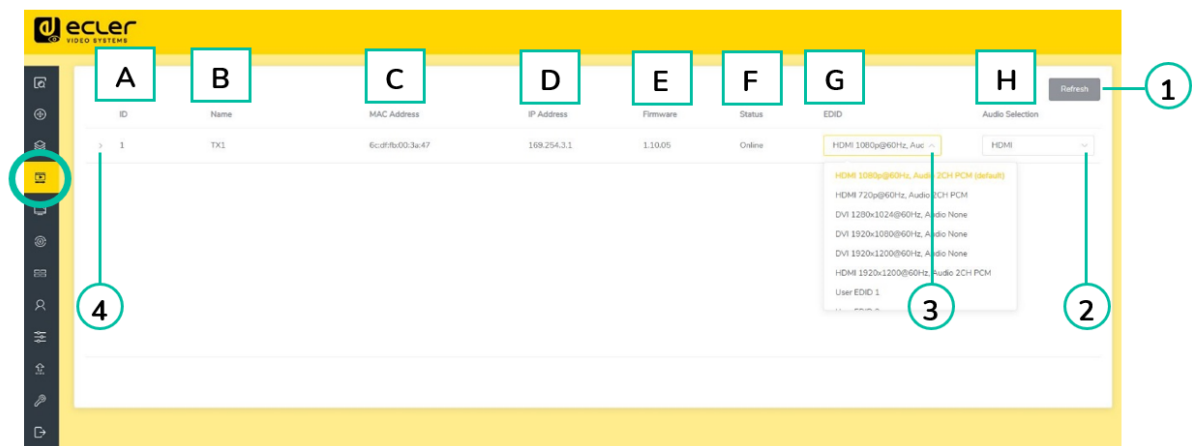 ecler
VIDEO SYSTEMS
A B C D E F G H
Refresh
1
ID Name MAC Address IP Address Firmware Status EDID Audio Selection
1 TX1 6c:df:fb:00:3a:47 169.254.3.1 1.10.05 Online HDMI 1080p@60Hz, Auc HDMI
HDMI 1080p@60Hz, Audio 2CH PCM (default)
HDMI 720p@60Hz, Audio 2CH PCM
DVI 1280x1024@60Hz, Audio None
DVI 1920x1080@60Hz, Audio None
DVI 1920x1200@60Hz, Audio None
HDMI 1920x1200@60Hz, Audio 2CH PCM
User EDID 1
4 3 2